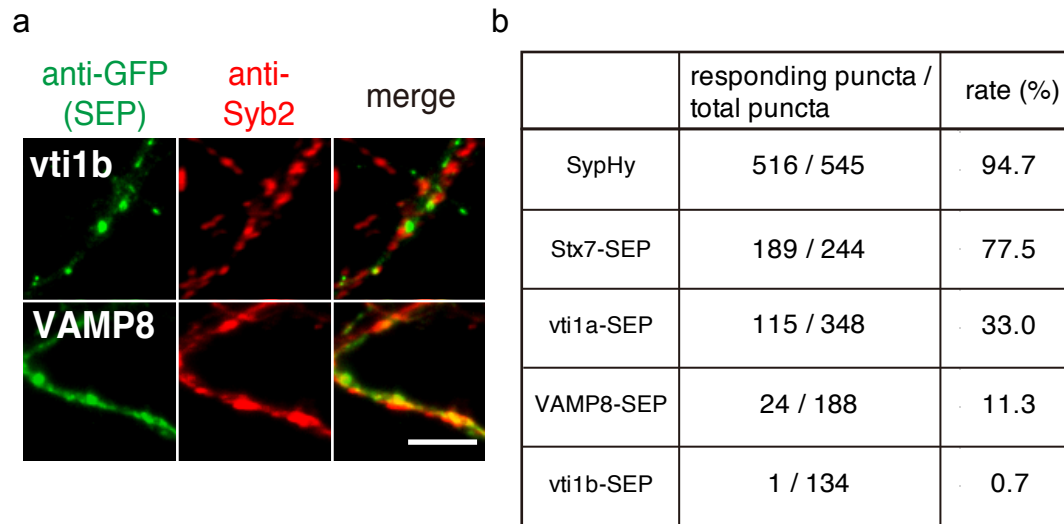 a
anti-GFP
(SEP)
anti-
Syb2
merge
vti1b
VAMP8
b
responding puncta /
total puncta
rate (%)
SypHy
516 / 545
94.7
Stx7-SEP
189 / 244
77.5
vti1a-SEP
115 / 348
33.0
VAMP8-SEP
24 / 188
11.3
vti1b-SEP
1 / 134
0.7